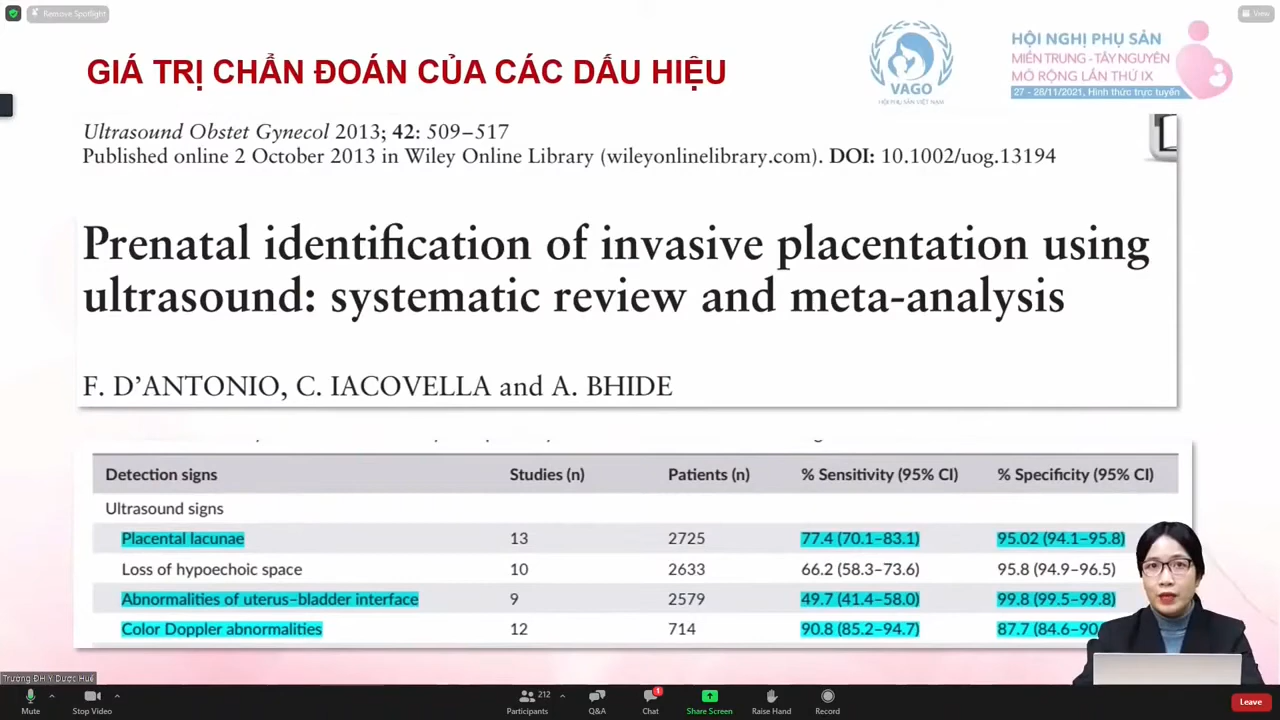 Remove Spotlight
View
GIÁ TRỊ CHẨN ĐOÁN CỦA CÁC DẤU HIỆU
VAGO
HỘI PHỤ SẢN VIỆT NAM
HỘI NGHỊ PHỤ SẢN
MIỀN TRUNG - TÂY NGUYÊN
MỞ RỘNG LẦN THỨ IX
27 - 28/11/2021, Hình thức trực tuyến
Ultrasound Obstet Gynecol 2013; 42: 509–517
Published online 2 October 2013 in Wiley Online Library (wileyonlinelibrary.com). DOI: 10.1002/uog.13194
Prenatal identification of invasive placentation using
ultrasound: systematic review and meta-analysis
F. D'ANTONIO, C. IACOVELLA and A. BHIDE
Detection signs Studies (n) Patients (n) % Sensitivity (95% CI) % Specificity (95% CI)
Ultrasound signs
Placental lacunae 13 2725 77.4 (70.1–83.1) 95.02 (94.1–95.8)
Loss of hypoechoic space 10 2633 66.2 (58.3–73.6) 95.8 (94.9–96.5)
Abnormalities of uterus–bladder interface 9 2579 49.7 (41.4–58.0) 99.8 (99.5–99.8)
Color Doppler abnormalities 12 714 90.8 (85.2–94.7) 87.7 (84.6–90
Trường ĐH Y Dược Huế
Mute
Stop Video
212
Participants
Q&A
1
Chat
Share Screen
Raise Hand
Record
Leave